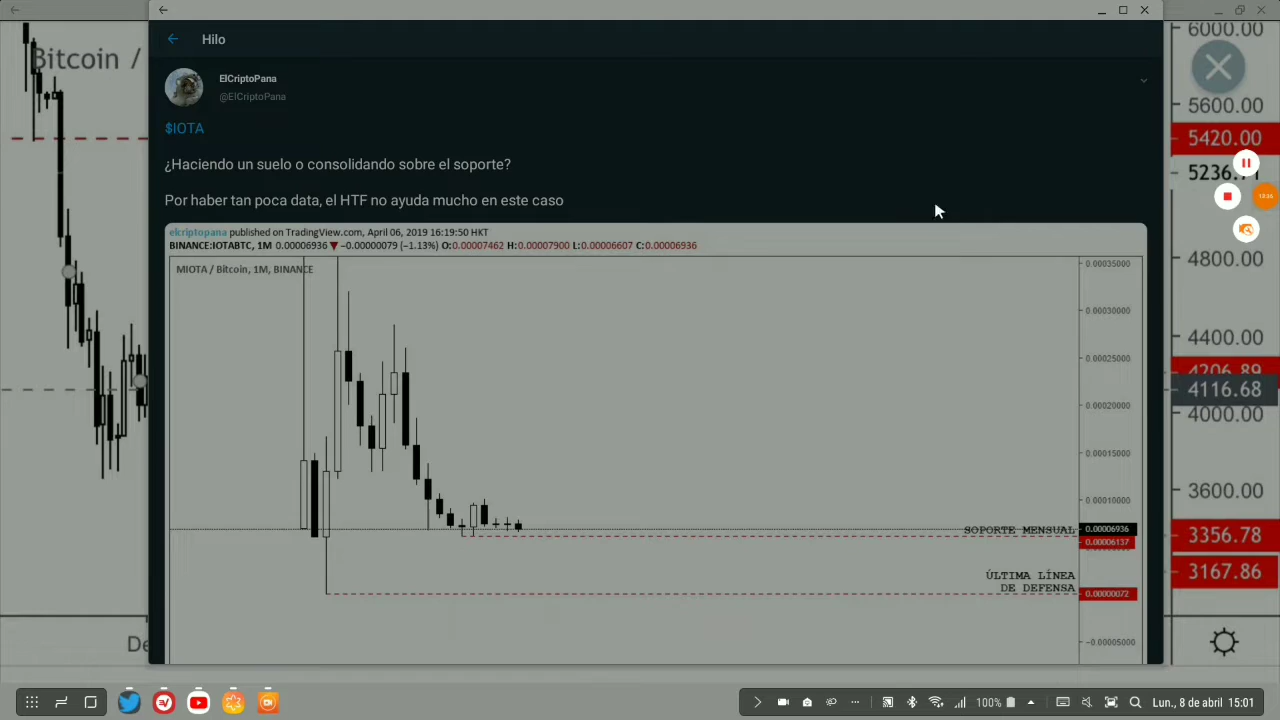 Bitcoin /
Hilo
ElCriptoPana
@ElCriptoPana
$IOTA
¿Haciendo un suelo o consolidando sobre el soporte?
Por haber tan poca data, el HTF no ayuda mucho en este caso
elcriptopana published on TradingView.com, April 06, 2019 16:19:50 HKT
BINANCE:IOTABTC, 1M 0.00006936 ▼ −0.00000079 (−1.13%) O:0.00007462 H:0.00007900 L:0.00006607 C:0.00006936
MIOTA / Bitcoin, 1M, BINANCE
0.00035000
0.00030000
0.00025000
0.00020000
0.00015000
0.00010000
SOPORTE MENSUAL
0.00006936
0.00006137
ÚLTIMA LÍNEA
DE DEFENSA
0.00000072
−0.00005000
6000.00
5600.00
5420.00
5236.71
4800.00
4400.00
4206.89
4116.68
4000.00
3600.00
3356.78
3167.86
De
100%
Lun., 8 de abril 15:01